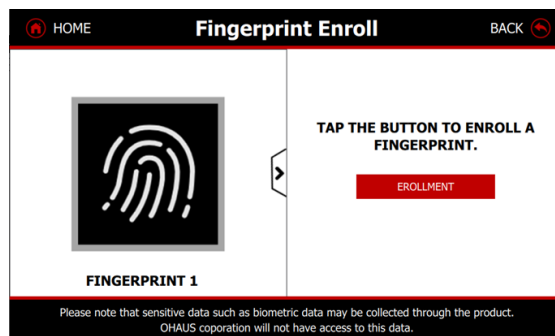 HOME
Fingerprint Enroll
BACK
TAP THE BUTTON TO ENROLL A
FINGERPRINT.
EROLLMENT
FINGERPRINT 1
Please note that sensitive data such as biometric data may be collected through the product.
OHAUS coporation will not have access to this data.